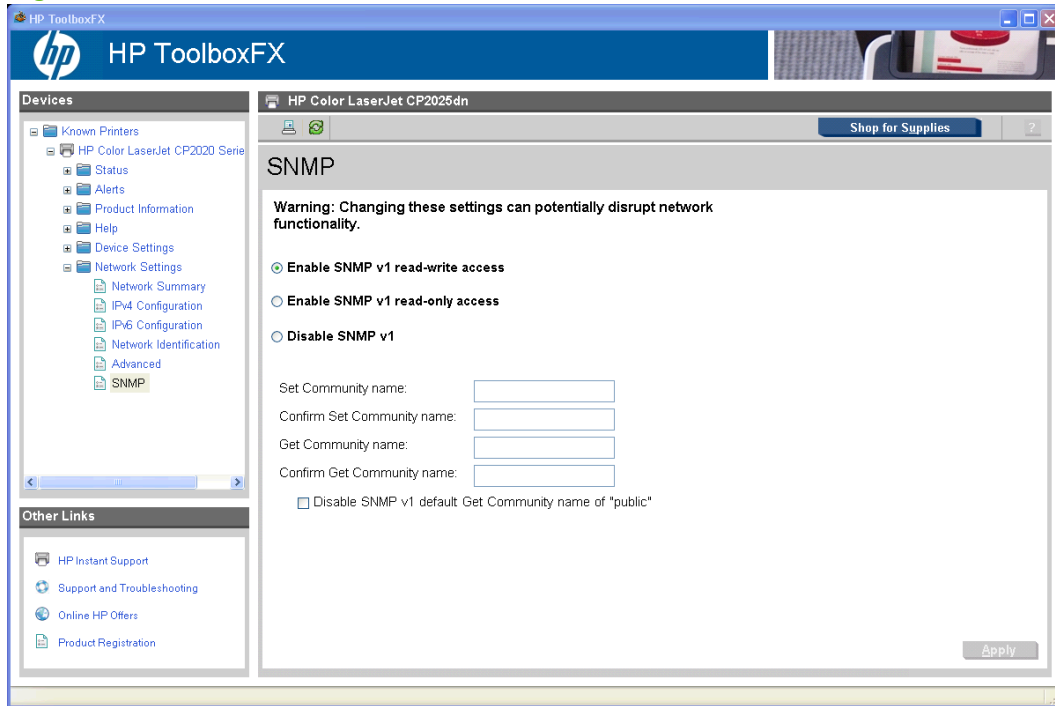 HP ToolboxFX
hp
HP ToolboxFX
Devices
Known Printers
HP Color LaserJet CP2020 Serie
Status
Alerts
Product Information
Help
Device Settings
Network Settings
Network Summary
IPv4 Configuration
IPv6 Configuration
Network Identification
Advanced
SNMP
Other Links
HP Instant Support
Support and Troubleshooting
Online HP Offers
Product Registration
HP Color LaserJet CP2025dn
Shop for Supplies
?
SNMP
Warning: Changing these settings can potentially disrupt network
functionality.
Enable SNMP v1 read-write access
Enable SNMP v1 read-only access
Disable SNMP v1
Set Community name:
Confirm Set Community name:
Get Community name:
Confirm Get Community name:
Disable SNMP v1 default Get Community name of "public"
Apply